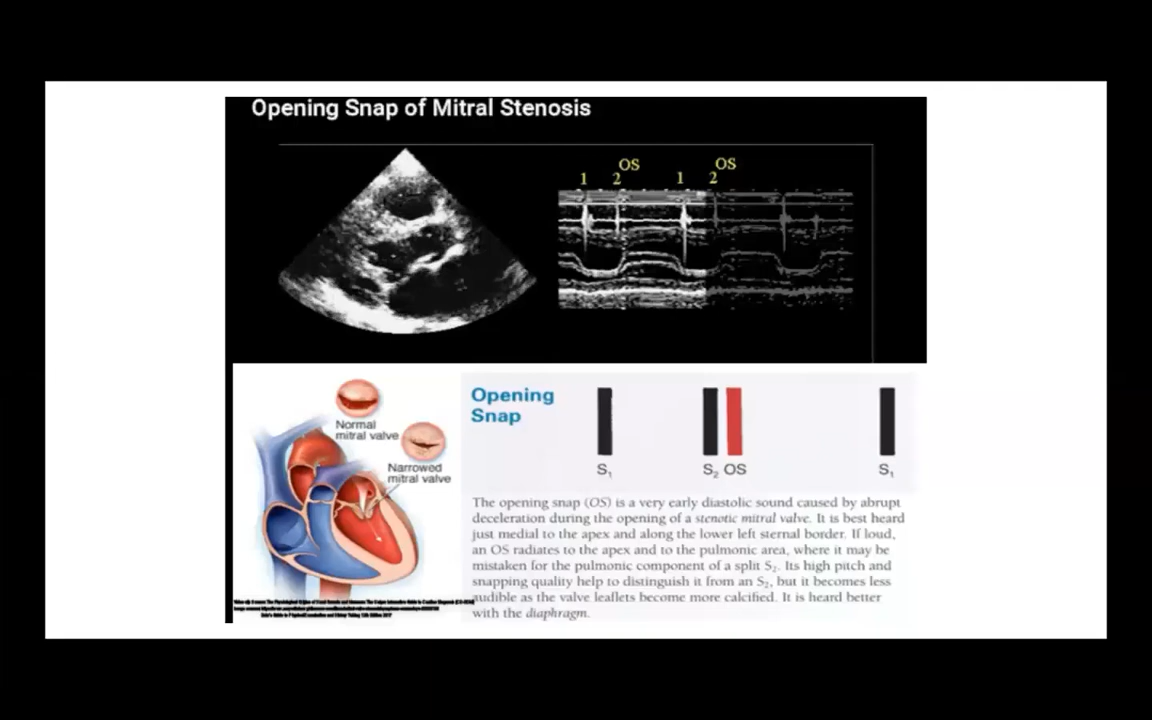 Opening Snap of Mitral Stenosis
OS OS
1 2 1 2
Normal
mitral valve
Narrowed
mitral valve
Opening
Snap
S₁ S₂ OS S₁
The opening snap (OS) is a very early diastolic sound caused by abrupt
deceleration during the opening of a stenotic mitral valve. It is best heard
just medial to the apex and along the lower left sternal border. If loud,
an OS radiates to the apex and to the pulmonic area, where it may be
mistaken for the pulmonic component of a split S₂. Its high pitch and
snapping quality help to distinguish it from an S₂, but it becomes less
audible as the valve leaflets become more calcified. It is heard better
with the diaphragm.